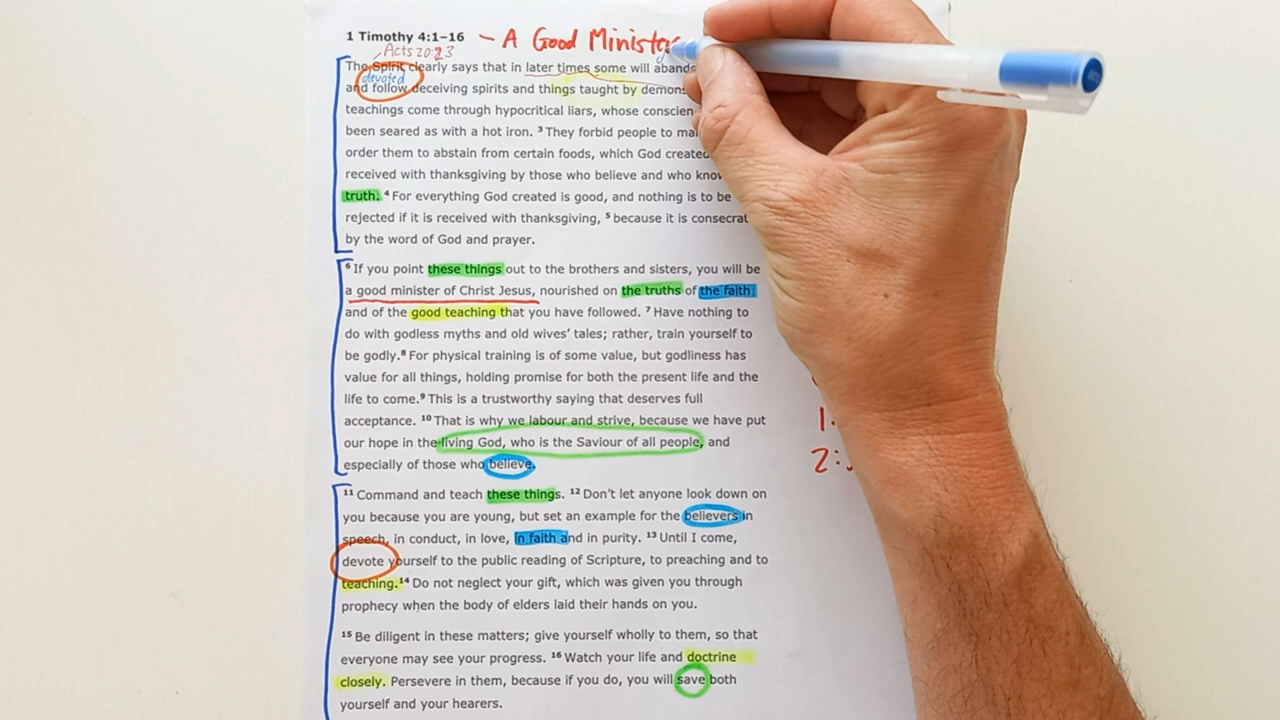 1 Timothy 4:1–16 - A Good Minister
Acts 20:23
The Spirit clearly says that in later times some will
devoted
and follow deceiving spirits and things taught by demons
teachings come through hypocritical liars, whose
been seared as with a hot iron. ³ They forbid people to
order them to abstain from certain foods, which God created
received with thanksgiving by those who believe and who
truth. ⁴ For everything God created is good, and nothing is to be
rejected if it is received with thanksgiving, ⁵ because it is
by the word of God and prayer.
⁶ If you point these things out to the brothers and sisters, you will be
a good minister of Christ Jesus, nourished on the truths of the faith
and of the good teaching that you have followed. ⁷ Have nothing to
do with godless myths and old wives’ tales; rather, train yourself to
be godly. ⁸ For physical training is of some value, but godliness has
value for all things, holding promise for both the present life and the
life to come. ⁹ This is a trustworthy saying that deserves full
acceptance. ¹⁰ That is why we labour and strive, because we have put
our hope in the living God, who is the Saviour of all people, and
especially of those who believe.
¹¹ Command and teach these things. ¹² Don’t let anyone look down on
you because you are young, but set an example for the believers in
speech, in conduct, in love, in faith and in purity. ¹³ Until I come,
devote yourself to the public reading of Scripture, to preaching and to
teaching. ¹⁴ Do not neglect your gift, which was given you through
prophecy when the body of elders laid their hands on you.
¹⁵ Be diligent in these matters; give yourself wholly to them, so that
everyone may see your progress. ¹⁶ Watch your life and doctrine
closely. Persevere in them, because if you do, you will save both
yourself and your hearers.
1:
2: